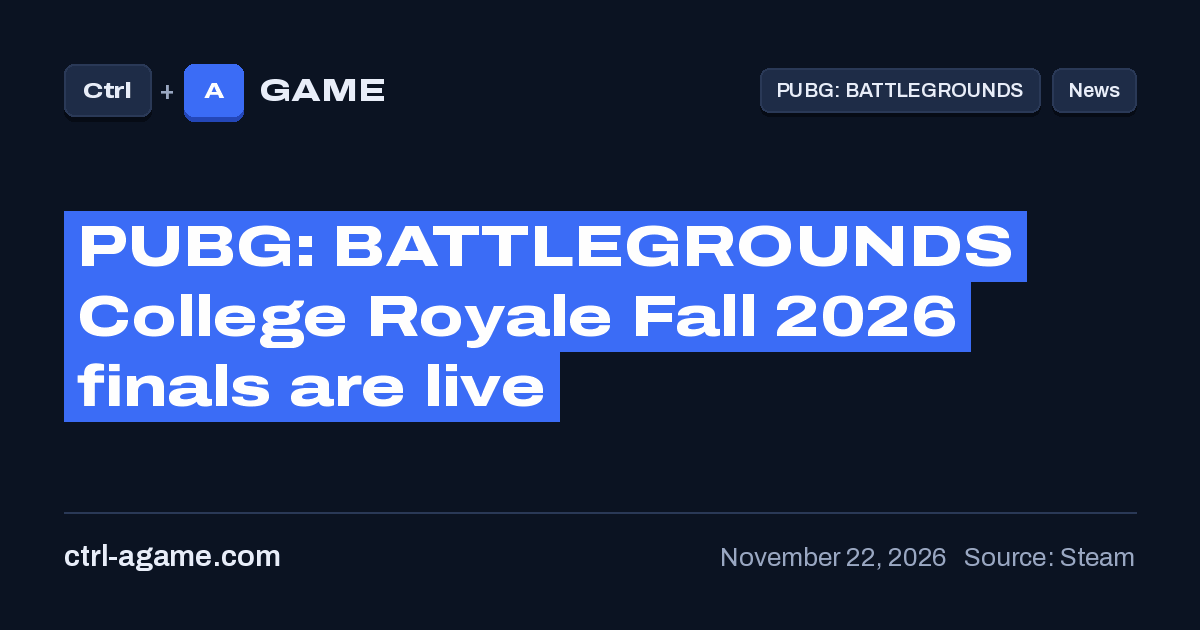 Ctrl + A GAME
PUBG: BATTLEGROUNDS News
PUBG: BATTLEGROUNDS
College Royale Fall 2026
finals are live
ctrl-agame.com
November 22, 2026 Source: Steam